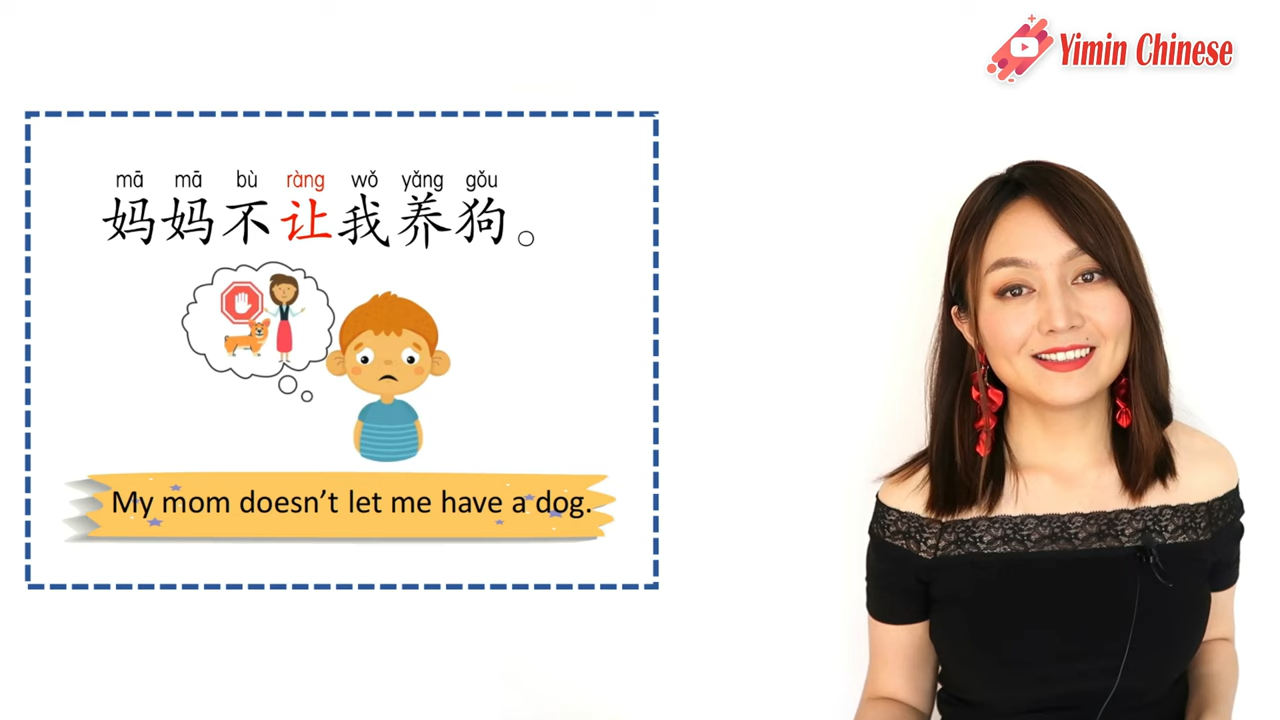 Yimin Chinese
mā mā bù ràng wǒ yǎng gǒu
妈妈不让我养狗。
My mom doesn’t let me have a dog.